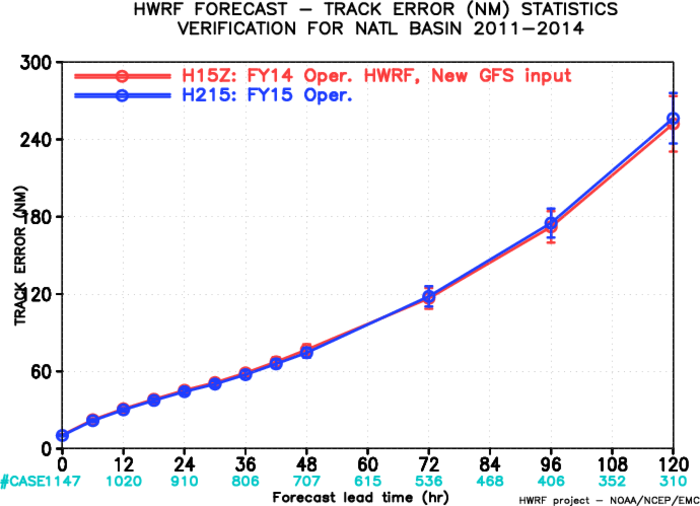 HWRF FORECAST – TRACK ERROR (NM) STATISTICS
VERIFICATION FOR NATL BASIN 2011–2014
H15Z: FY14 Oper. HWRF, New GFS input
H215: FY15 Oper.
TRACK ERROR (NM)
300
240
180
120
60
0
0 12 24 36 48 60 72 84 96 108 120
#CASE1147 1020 910 806 707 615 536 468 406 352 310
Forecast lead time (hr)
HWRF project – NOAA/NCEP/EMC